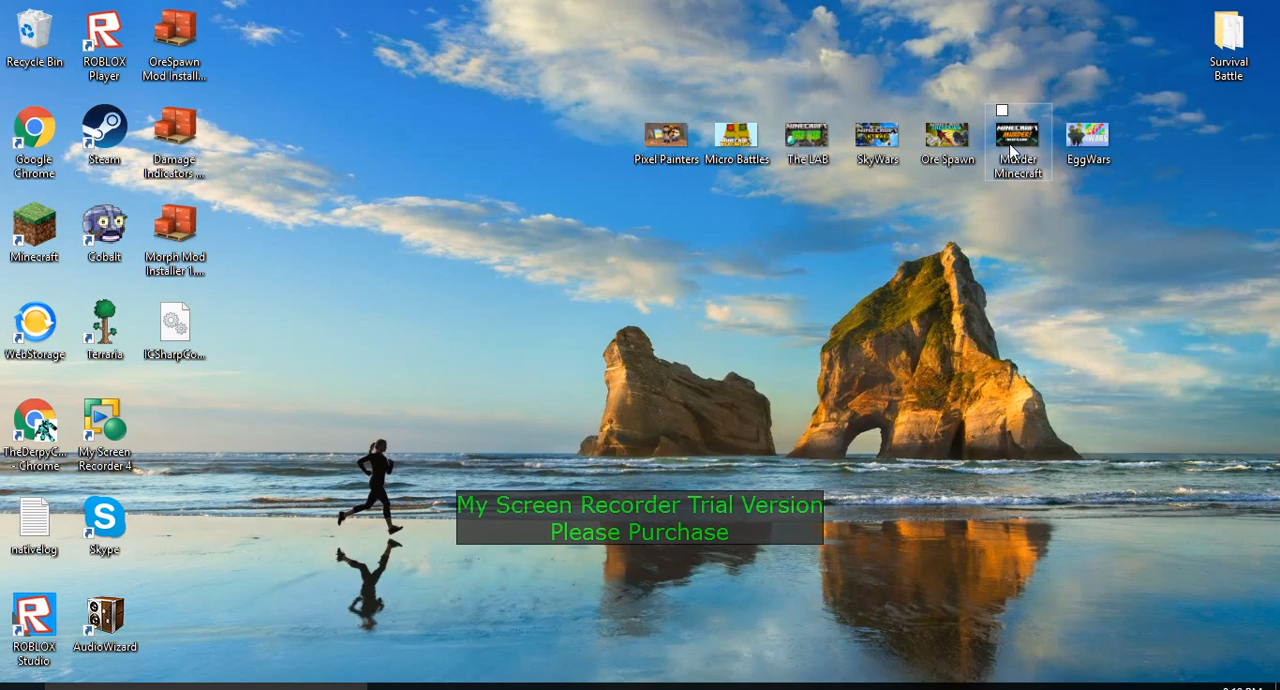 Recycle Bin
ROBLOX
Player
OreSpawn
Mod Install...
Google
Chrome
Steam
Damage
Indicators ...
Minecraft
Cobalt
Morph Mod
Installer 1....
WebStorage
Terraria
ICSharpCo...
TheDerpyC...
- Chrome
My Screen
Recorder 4
nativelog
Skype
ROBLOX
Studio
AudioWizard
Pixel Painters
Micro Battles
The LAB
SkyWars
Ore Spawn
Murder
Minecraft
EggWars
Survival
Battle
My Screen Recorder Trial Version
Please Purchase